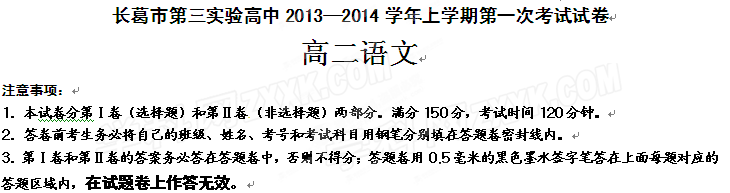 长葛市第三实验高中 2013—2014 学年上学期第一次考试试卷
高二语文
注意事项：
1. 本试卷分第Ⅰ卷（选择题）和第Ⅱ卷（非选择题）两部分。满分 150 分，考试时间 120 分钟。
2. 答卷前考生务必将自己的班级、姓名、考号和考试科目用钢笔分别填在答题卷密封线内。
3. 第Ⅰ卷和第Ⅱ卷的答案务必答在答题卷中，否则不得分；答题卷用 0.5 毫米的黑色墨水签字笔答在上面每题对应的
答题区域内，在试题卷上作答无效。